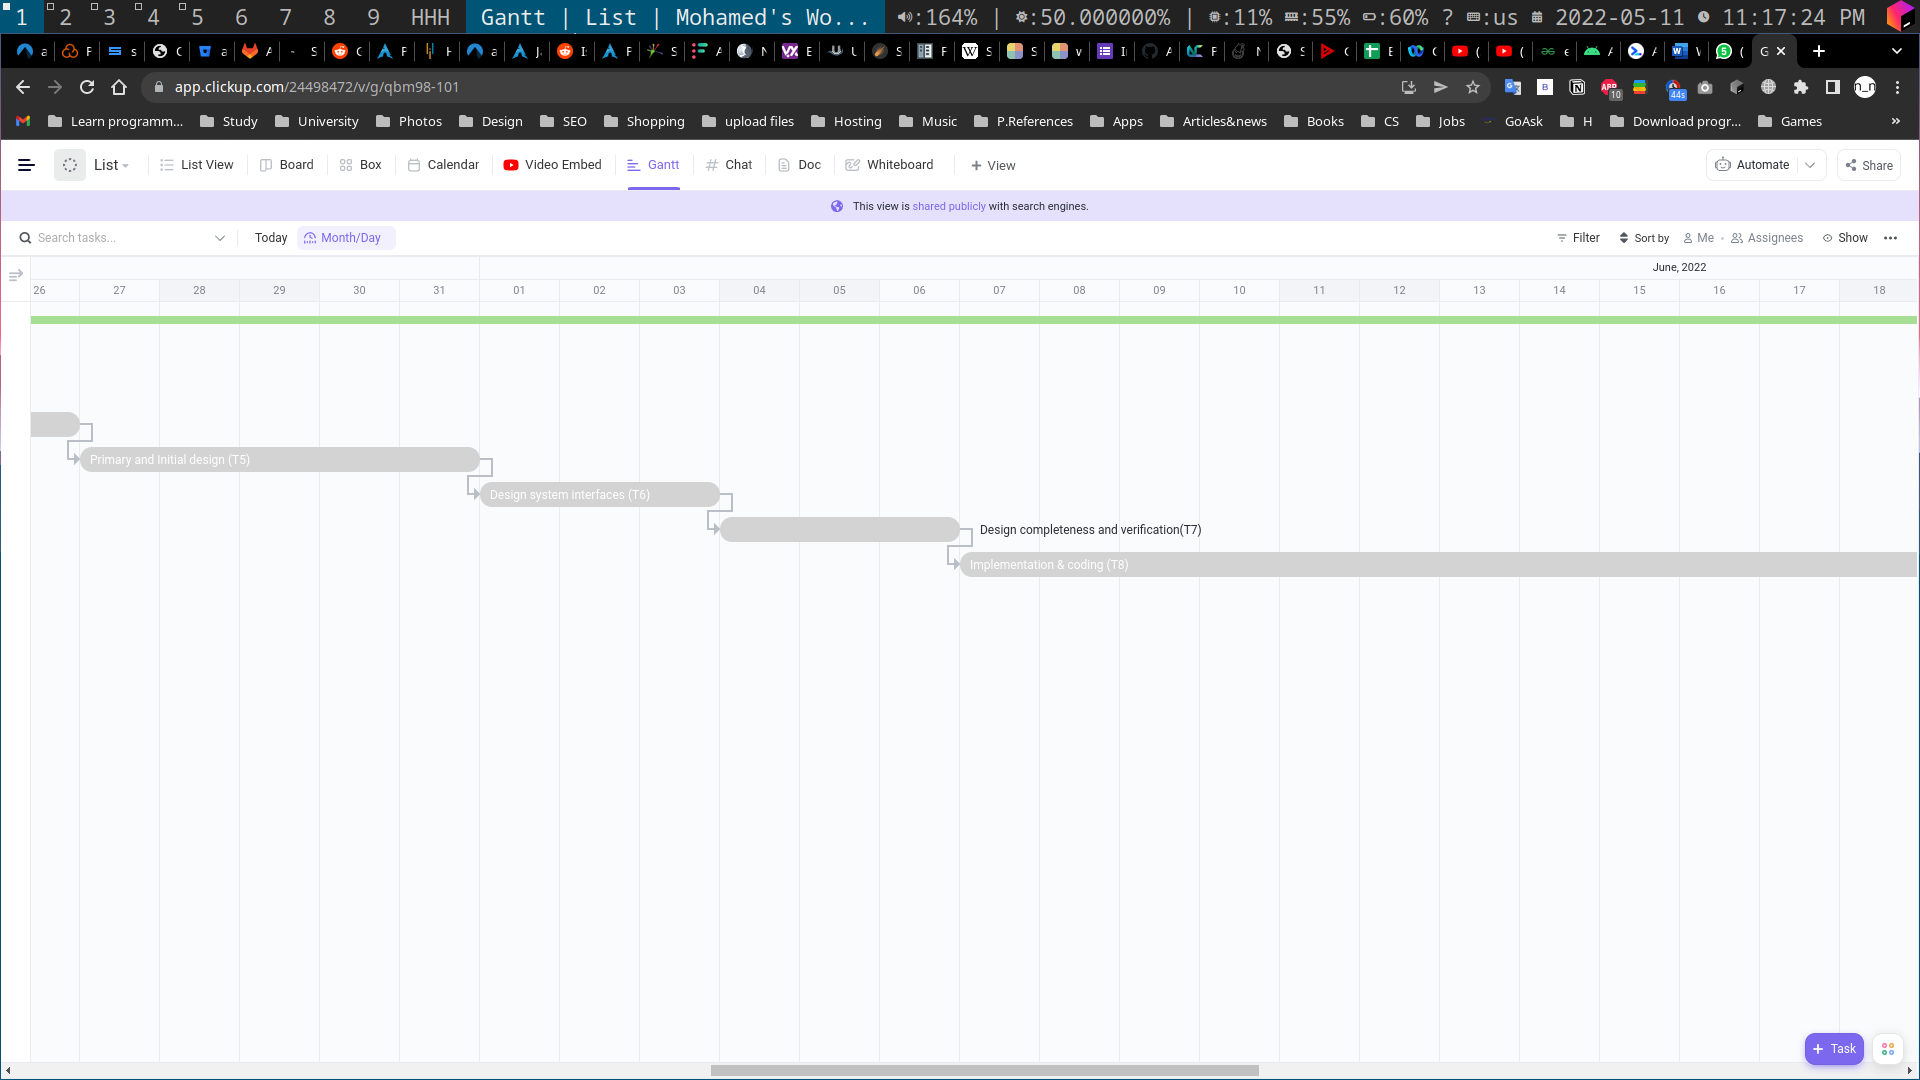 1 2 3 4 5 6 7 8 9 HHH Gantt | List | Mohamed's Wo... :164% | :50.000000% | :11% :55% :60% ? :us 2022-05-11 11:17:24 PM
app.clickup.com/24498472/v/g/qbm98-101
ABP 10 44s
Learn programm... Study University Photos Design SEO Shopping upload files Hosting Music P.References Apps Articles&news Books CS Jobs GoAsk H Download progr... Games »
List List View Board Box Calendar Video Embed Gantt Chat Doc Whiteboard + View Automate Share
This view is shared publicly with search engines.
Search tasks... Today Month/Day Filter Sort by Me Assignees Show
June, 2022
26 27 28 29 30 31 01 02 03 04 05 06 07 08 09 10 11 12 13 14 15 16 17 18
Primary and Initial design (T5)
Design system interfaces (T6)
Design completeness and verification(T7)
Implementation & coding (T8)
+ Task